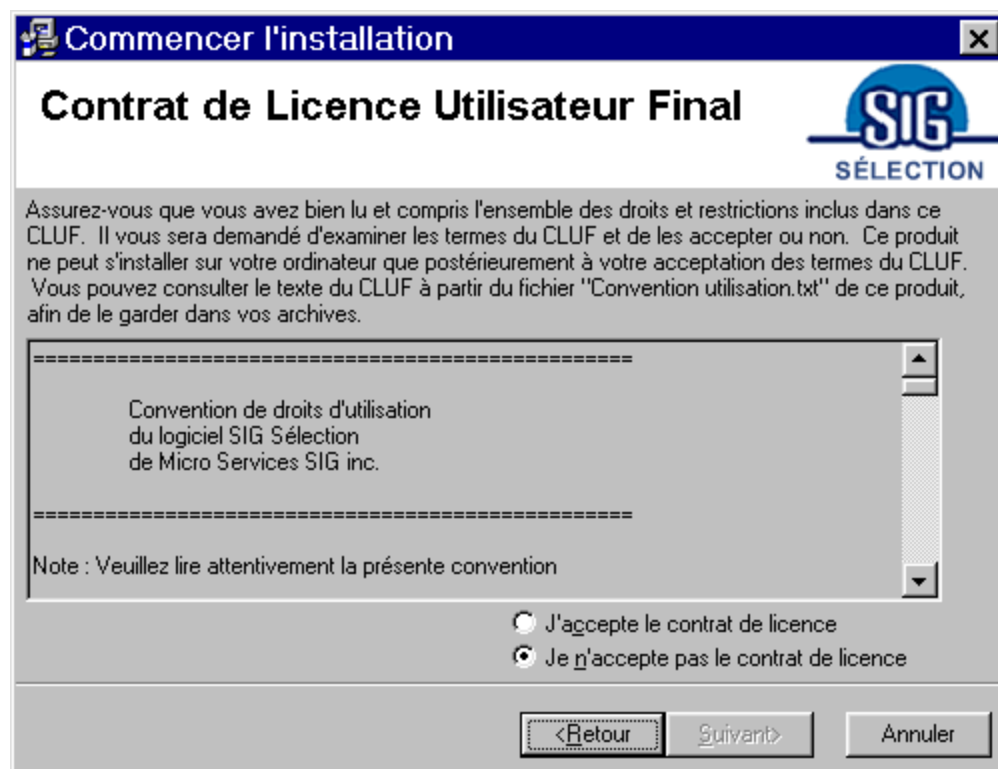 Commencer l'installation
Contrat de Licence Utilisateur Final
SIG
SÉLECTION
Assurez-vous que vous avez bien lu et compris l'ensemble des droits et restrictions inclus dans ce
CLUF.  Il vous sera demandé d'examiner les termes du CLUF et de les accepter ou non.  Ce produit
ne peut s'installer sur votre ordinateur que postérieurement à votre acceptation des termes du CLUF.
Vous pouvez consulter le texte du CLUF à partir du fichier "Convention utilisation.txt" de ce produit,
afin de le garder dans vos archives.
==================================================
Convention de droits d'utilisation
du logiciel SIG Sélection
de Micro Services SIG inc.
==================================================
Note : Veuillez lire attentivement la présente convention
J'accepte le contrat de licence
Je n'accepte pas le contrat de licence
<Retour
Suivant>
Annuler